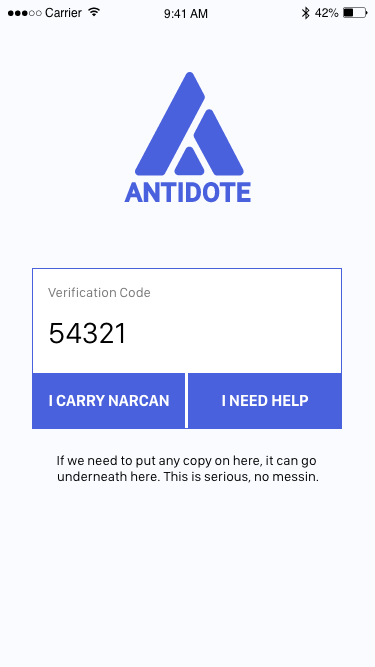 Carrier 9:41 AM 42%
ANTIDOTE
Verification Code
54321
I CARRY NARCAN I NEED HELP
If we need to put any copy on here, it can go
underneath here. This is serious, no messin.